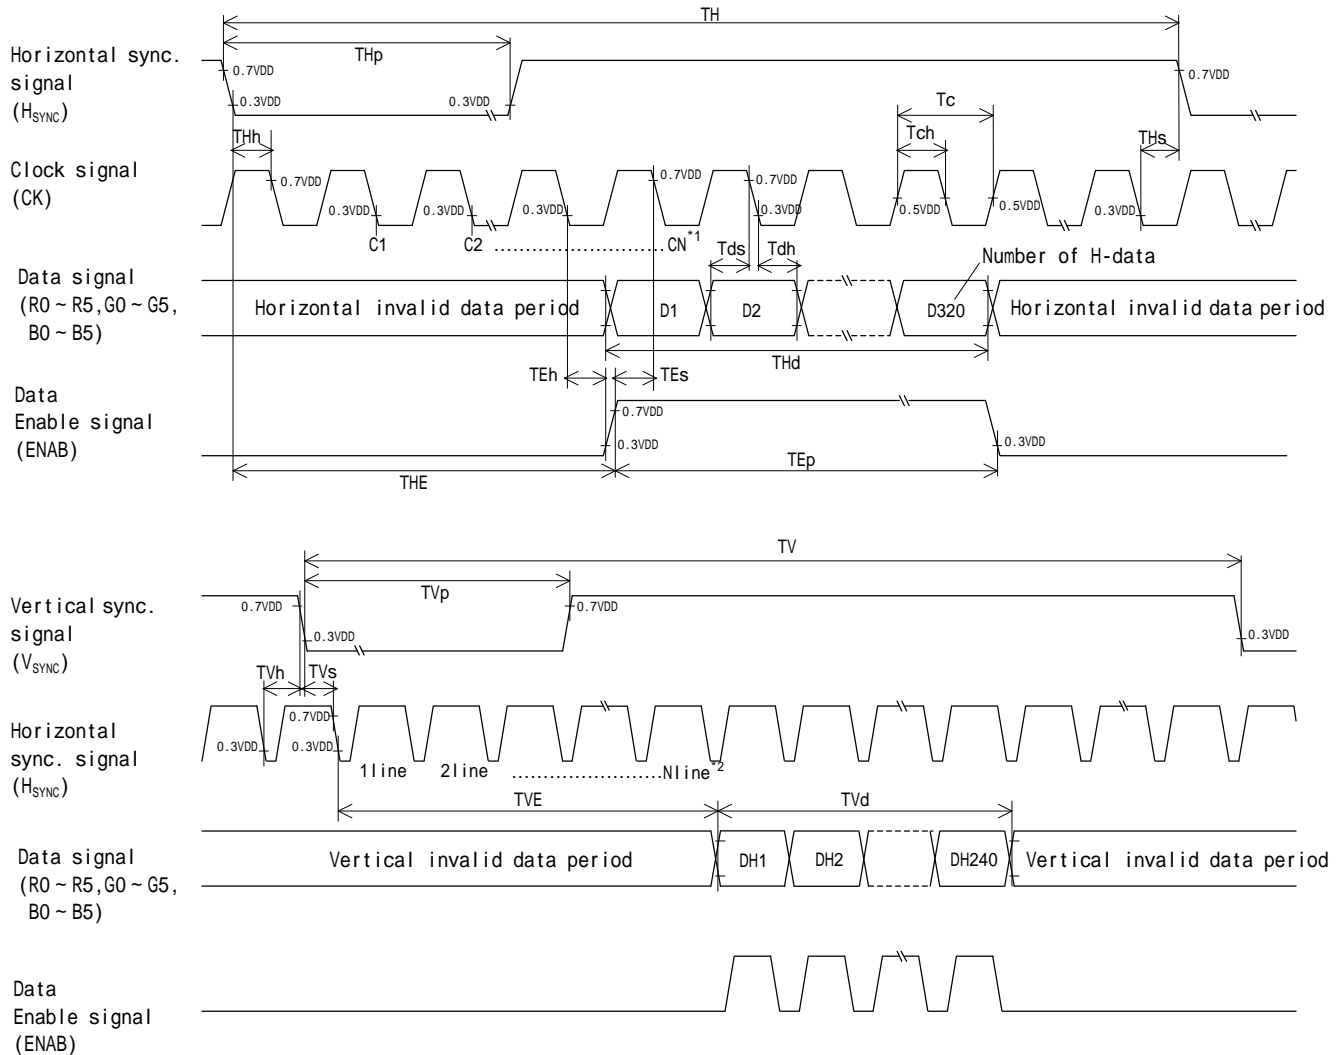 TH
THp
Horizontal sync.
signal
(HSYNC)
0.7VDD
0.3VDD
0.3VDD
0.7VDD
Tc
Tch
THh
THs
Clock signal
(CK)
0.7VDD
0.3VDD
0.3VDD
0.3VDD
0.7VDD
0.7VDD
0.3VDD
0.5VDD
0.5VDD
0.3VDD
C1 C2 ......................CN*1
Tds
Tdh
Number of H-data
Data signal
(R0~R5,G0~G5,
B0~B5)
Horizontal invalid data period
D1
D2
D320
Horizontal invalid data period
THd
TEh
TEs
Data
Enable signal
(ENAB)
0.7VDD
0.3VDD
0.3VDD
THE
TEp
TV
TVp
Vertical sync.
signal
(VSYNC)
0.7VDD
0.3VDD
0.7VDD
0.3VDD
TVh
TVs
Horizontal
sync. signal
(HSYNC)
0.7VDD
0.3VDD
0.3VDD
1line 2line .......................Nline*2
TVE
TVd
Data signal
(R0~R5,G0~G5,
B0~B5)
Vertical invalid data period
DH1
DH2
DH240
Vertical invalid data period
Data
Enable signal
(ENAB)